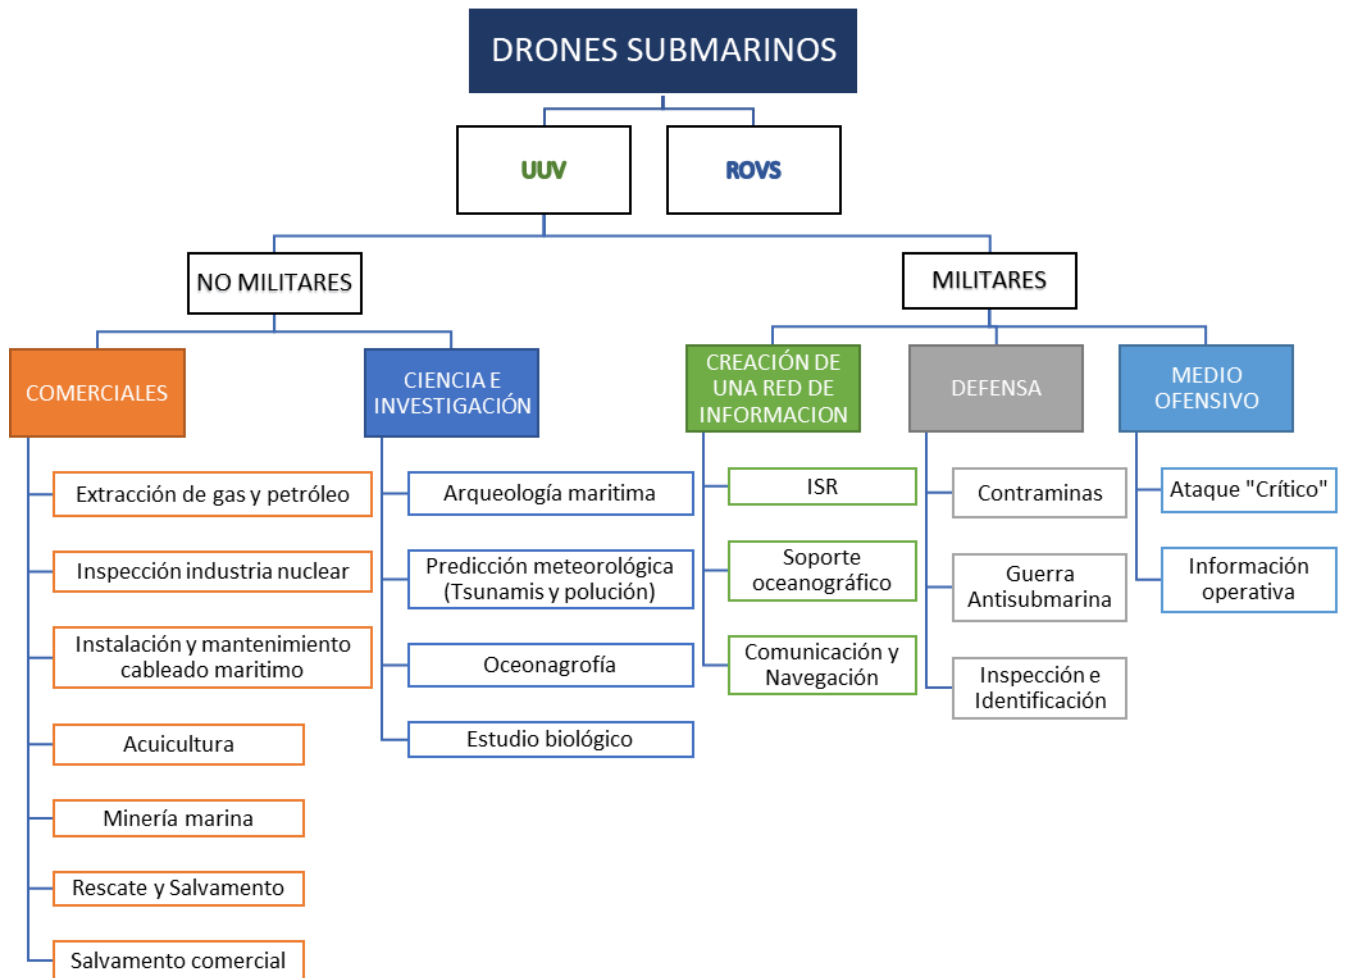 DRONES SUBMARINOS
UUV
ROVS
NO MILITARES
MILITARES
COMERCIALES
CIENCIA E
INVESTIGACIÓN
CREACIÓN DE
UNA RED DE
INFORMACION
DEFENSA
MEDIO
OFENSIVO
Extracción de gas y petróleo
Inspección industria nuclear
Instalación y mantenimiento
cableado maritimo
Acuicultura
Minería marina
Rescate y Salvamento
Salvamento comercial
Arqueología maritima
Predicción meteorológica
(Tsunamis y polución)
Oceonagrofía
Estudio biológico
ISR
Soporte
oceanográfico
Comunicación y
Navegación
Contraminas
Guerra
Antisubmarina
Inspección e
Identificación
Ataque "Crítico"
Información
operativa